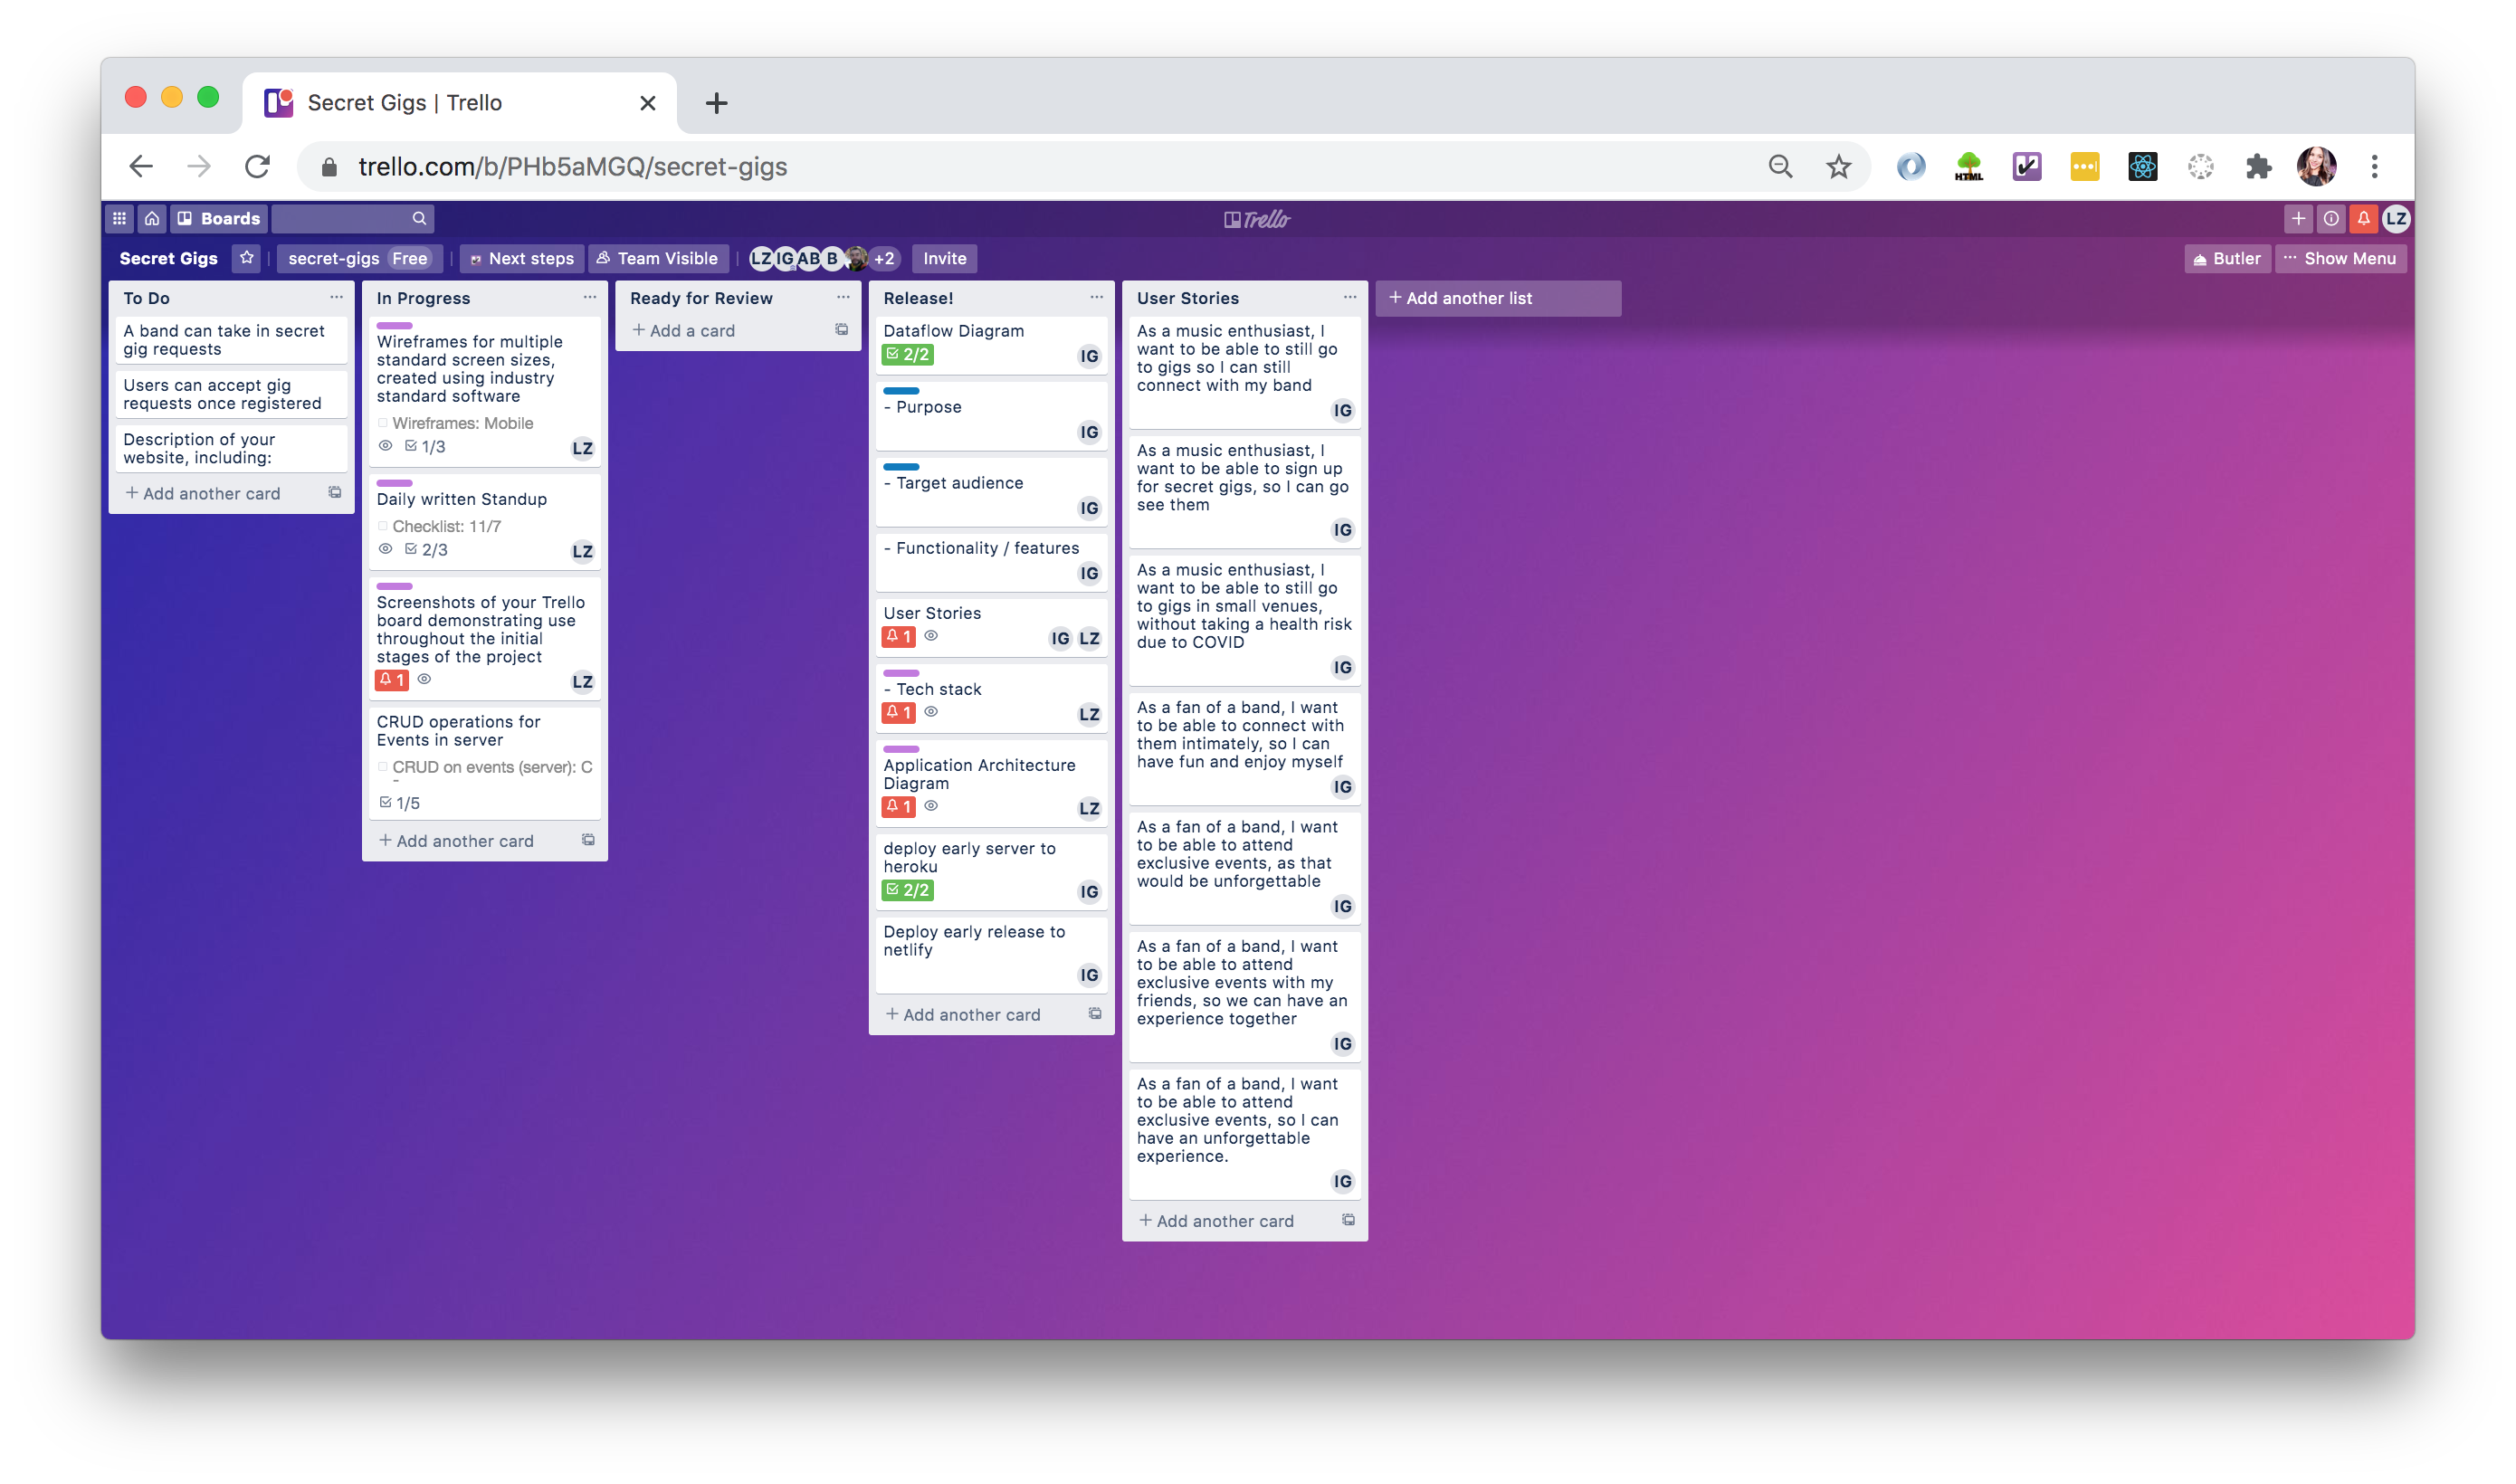 Secret Gigs | Trello
trello.com/b/PHb5aMGQ/secret-gigs
HTML
Boards
Trello
LZ
Secret Gigs
secret-gigs Free
Next steps
Team Visible
LZ IG AB B +2
Invite
Butler
Show Menu
To Do
A band can take in secret
gig requests
Users can accept gig
requests once registered
Description of your
website, including:
+ Add another card
In Progress
Wireframes for multiple
standard screen sizes,
created using industry
standard software
Wireframes: Mobile
1/3
LZ
Daily written Standup
Checklist: 11/7
2/3
LZ
Screenshots of your Trello
board demonstrating use
throughout the initial
stages of the project
1
LZ
CRUD operations for
Events in server
CRUD on events (server): C
-
1/5
+ Add another card
Ready for Review
+ Add a card
Release!
Dataflow Diagram
2/2
IG
- Purpose
IG
- Target audience
IG
- Functionality / features
IG
User Stories
1
IG LZ
- Tech stack
1
LZ
Application Architecture
Diagram
1
LZ
deploy early server to
heroku
2/2
IG
Deploy early release to
netlify
IG
+ Add another card
User Stories
As a music enthusiast, I
want to be able to still go
to gigs so I can still
connect with my band
IG
As a music enthusiast, I
want to be able to sign up
for secret gigs, so I can go
see them
IG
As a music enthusiast, I
want to be able to still go
to gigs in small venues,
without taking a health risk
due to COVID
IG
As a fan of a band, I want
to be able to connect with
them intimately, so I can
have fun and enjoy myself
IG
As a fan of a band, I want
to be able to attend
exclusive events, as that
would be unforgettable
IG
As a fan of a band, I want
to be able to attend
exclusive events with my
friends, so we can have an
experience together
IG
As a fan of a band, I want
to be able to attend
exclusive events, so I can
have an unforgettable
experience.
IG
+ Add another card
+ Add another list